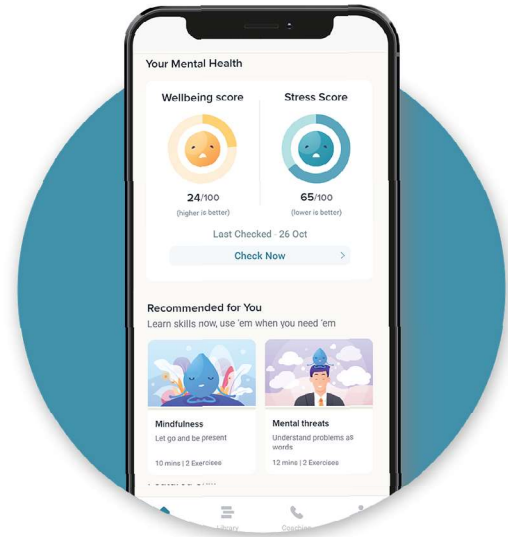 Your Mental Health
Wellbeing score
Stress Score
24/100
65/100
(higher is better)
(lower is better)
Last Checked - 26 Oct
Check Now
Recommended for You
Learn skills now, use 'em when you need 'em
Mindfulness
Let go and be present
10 mins | 2 Exercises
Mental threats
Understand problems as
words
12 mins | 2 Exercises
Library